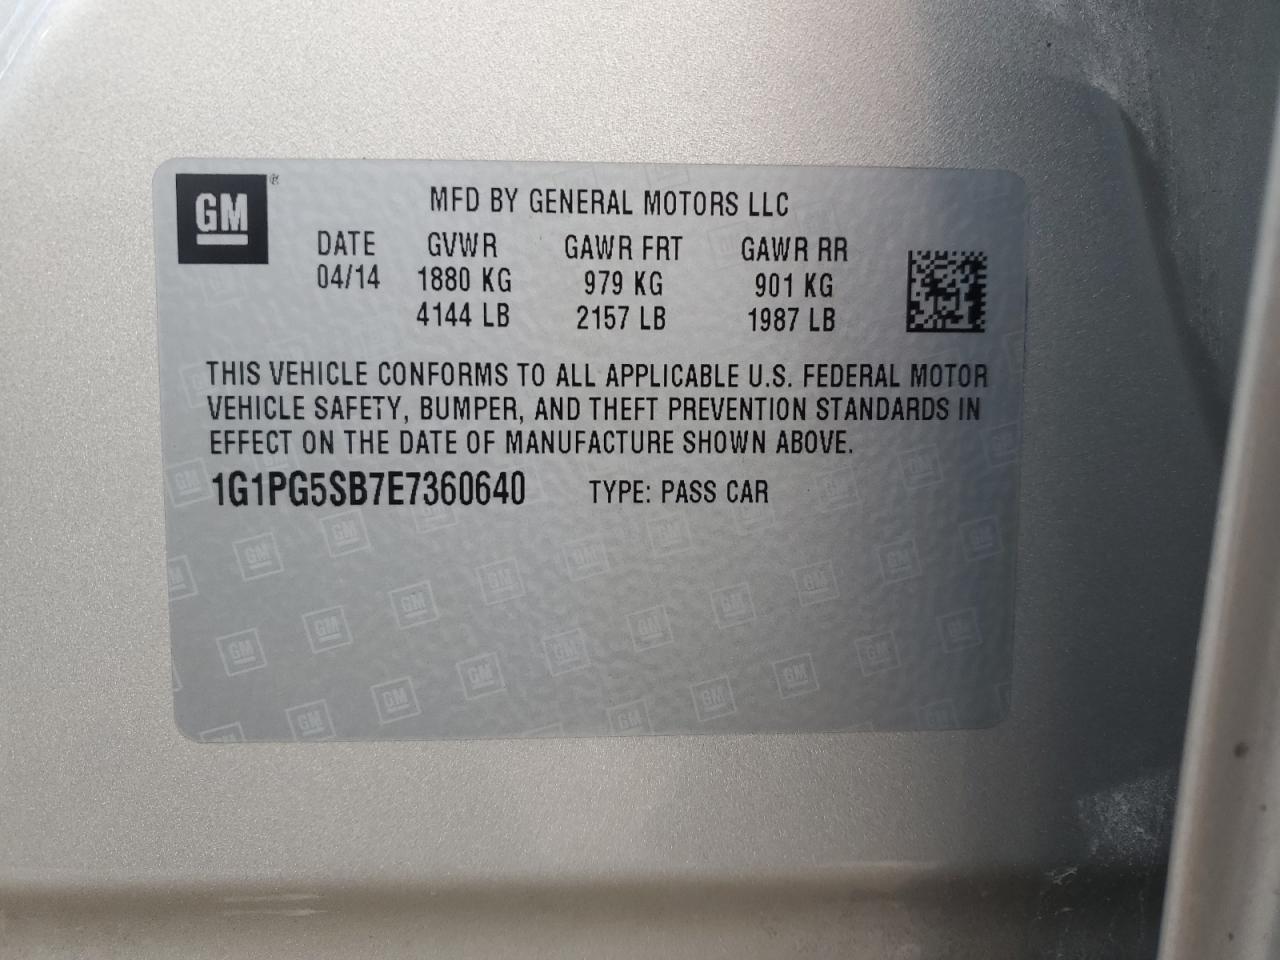 GM®
MFD BY GENERAL MOTORS LLC
DATE GVWR GAWR FRT GAWR RR
04/14 1880 KG 979 KG 901 KG
4144 LB 2157 LB 1987 LB
THIS VEHICLE CONFORMS TO ALL APPLICABLE U.S. FEDERAL MOTOR
VEHICLE SAFETY, BUMPER, AND THEFT PREVENTION STANDARDS IN
EFFECT ON THE DATE OF MANUFACTURE SHOWN ABOVE.
1G1PG5SB7E7360640 TYPE: PASS CAR